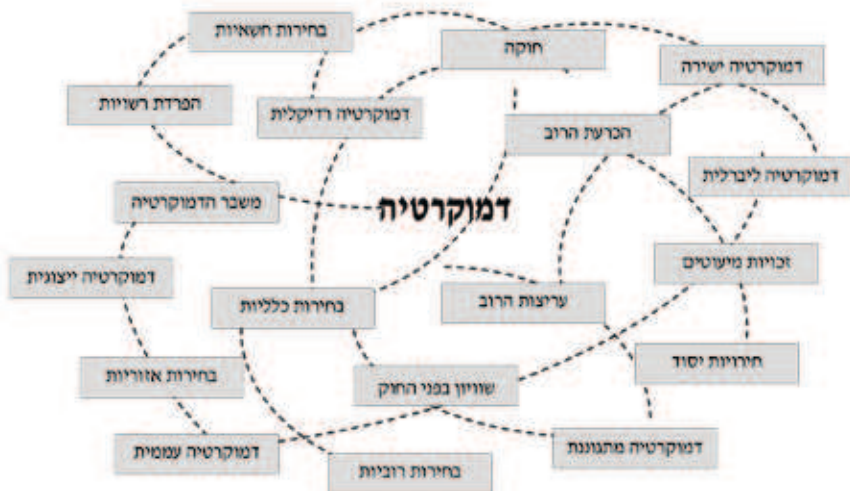 בחירות חשאיות
חוקה
דמוקרטיה ישירה
הפרדת רשויות
דמוקרטיה רדיקלית
הכרעת הרוב
דמוקרטיה ליברלית
משבר הדמוקרטיה
דמוקרטיה
זכויות מיעוטים
דמוקרטיה ייצוגית
בחירות כלליות
עריצות הרוב
חירויות יסוד
בחירות אזוריות
שוויון בפני החוק
דמוקרטיה מתגוננת
דמוקרטיה עממית
בחירות רוביות